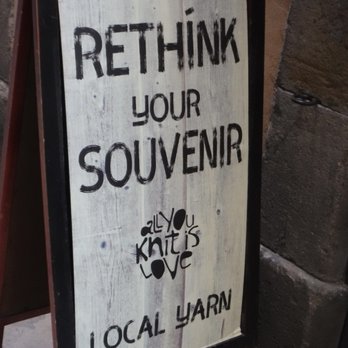 RETHINK
YOUR
SOUVENIR
all you
knit is
love
LOCAL YARN